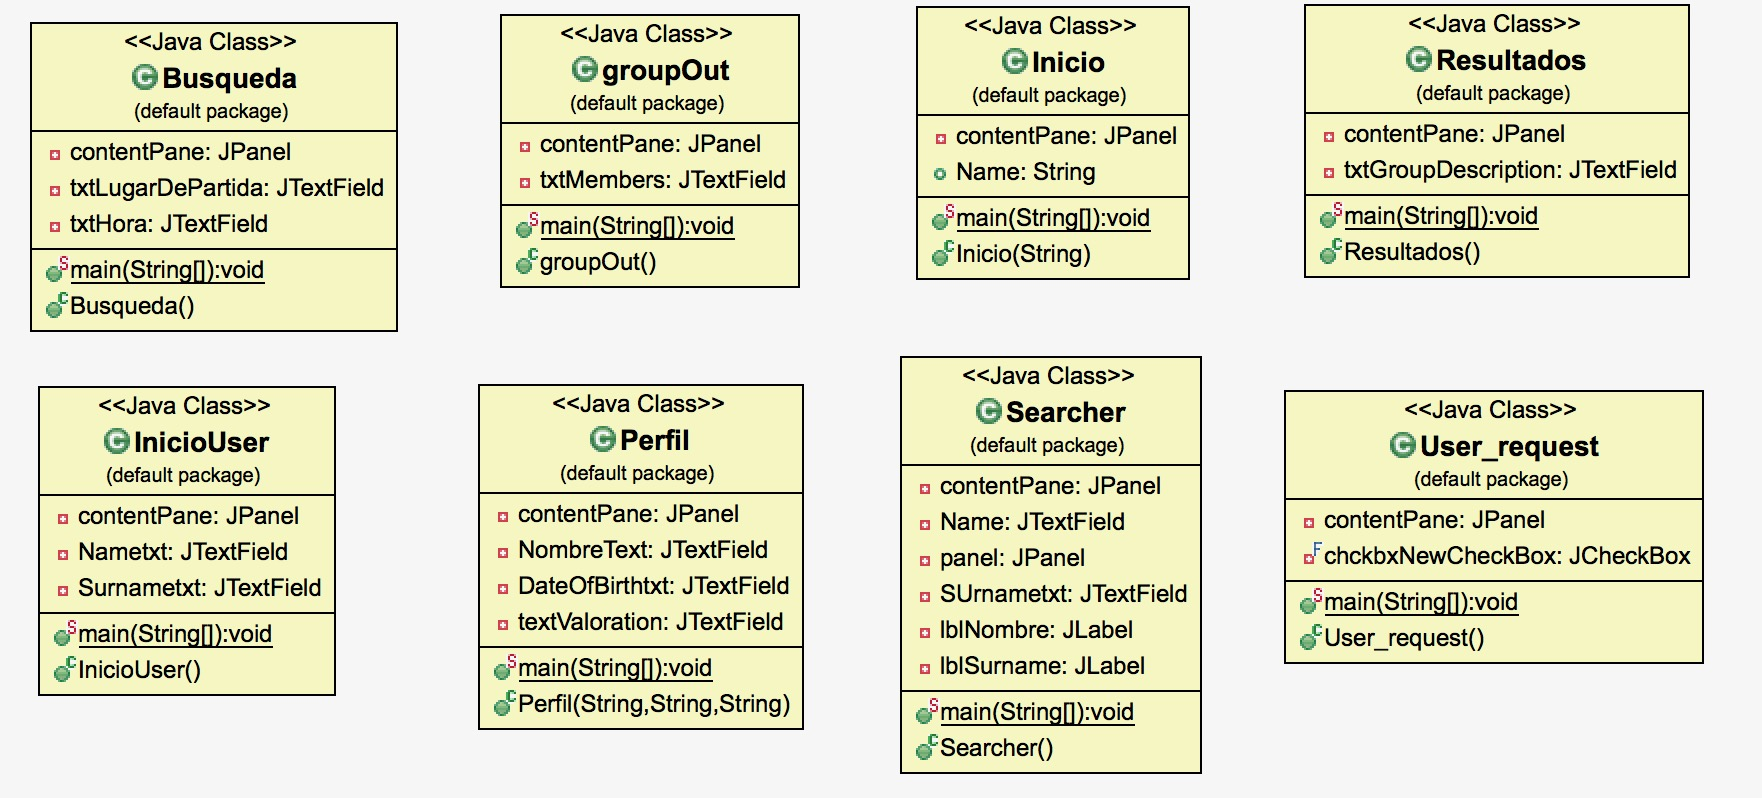 <<Java Class>>
Busqueda
(default package)
contentPane: JPanel
txtLugarDePartida: JTextField
txtHora: JTextField
main(String[]):void
Busqueda()
<<Java Class>>
groupOut
(default package)
contentPane: JPanel
txtMembers: JTextField
main(String[]):void
groupOut()
<<Java Class>>
Inicio
(default package)
contentPane: JPanel
Name: String
main(String[]):void
Inicio(String)
<<Java Class>>
Resultados
(default package)
contentPane: JPanel
txtGroupDescription: JTextField
main(String[]):void
Resultados()
<<Java Class>>
InicioUser
(default package)
contentPane: JPanel
Nametxt: JTextField
Surnametxt: JTextField
main(String[]):void
InicioUser()
<<Java Class>>
Perfil
(default package)
contentPane: JPanel
NombreText: JTextField
DateOfBirthtxt: JTextField
textValoration: JTextField
main(String[]):void
Perfil(String,String,String)
<<Java Class>>
Searcher
(default package)
contentPane: JPanel
Name: JTextField
panel: JPanel
SUrnametxt: JTextField
lblNombre: JLabel
lblSurname: JLabel
main(String[]):void
Searcher()
<<Java Class>>
User_request
(default package)
contentPane: JPanel
chckbxNewCheckBox: JCheckBox
main(String[]):void
User_request()